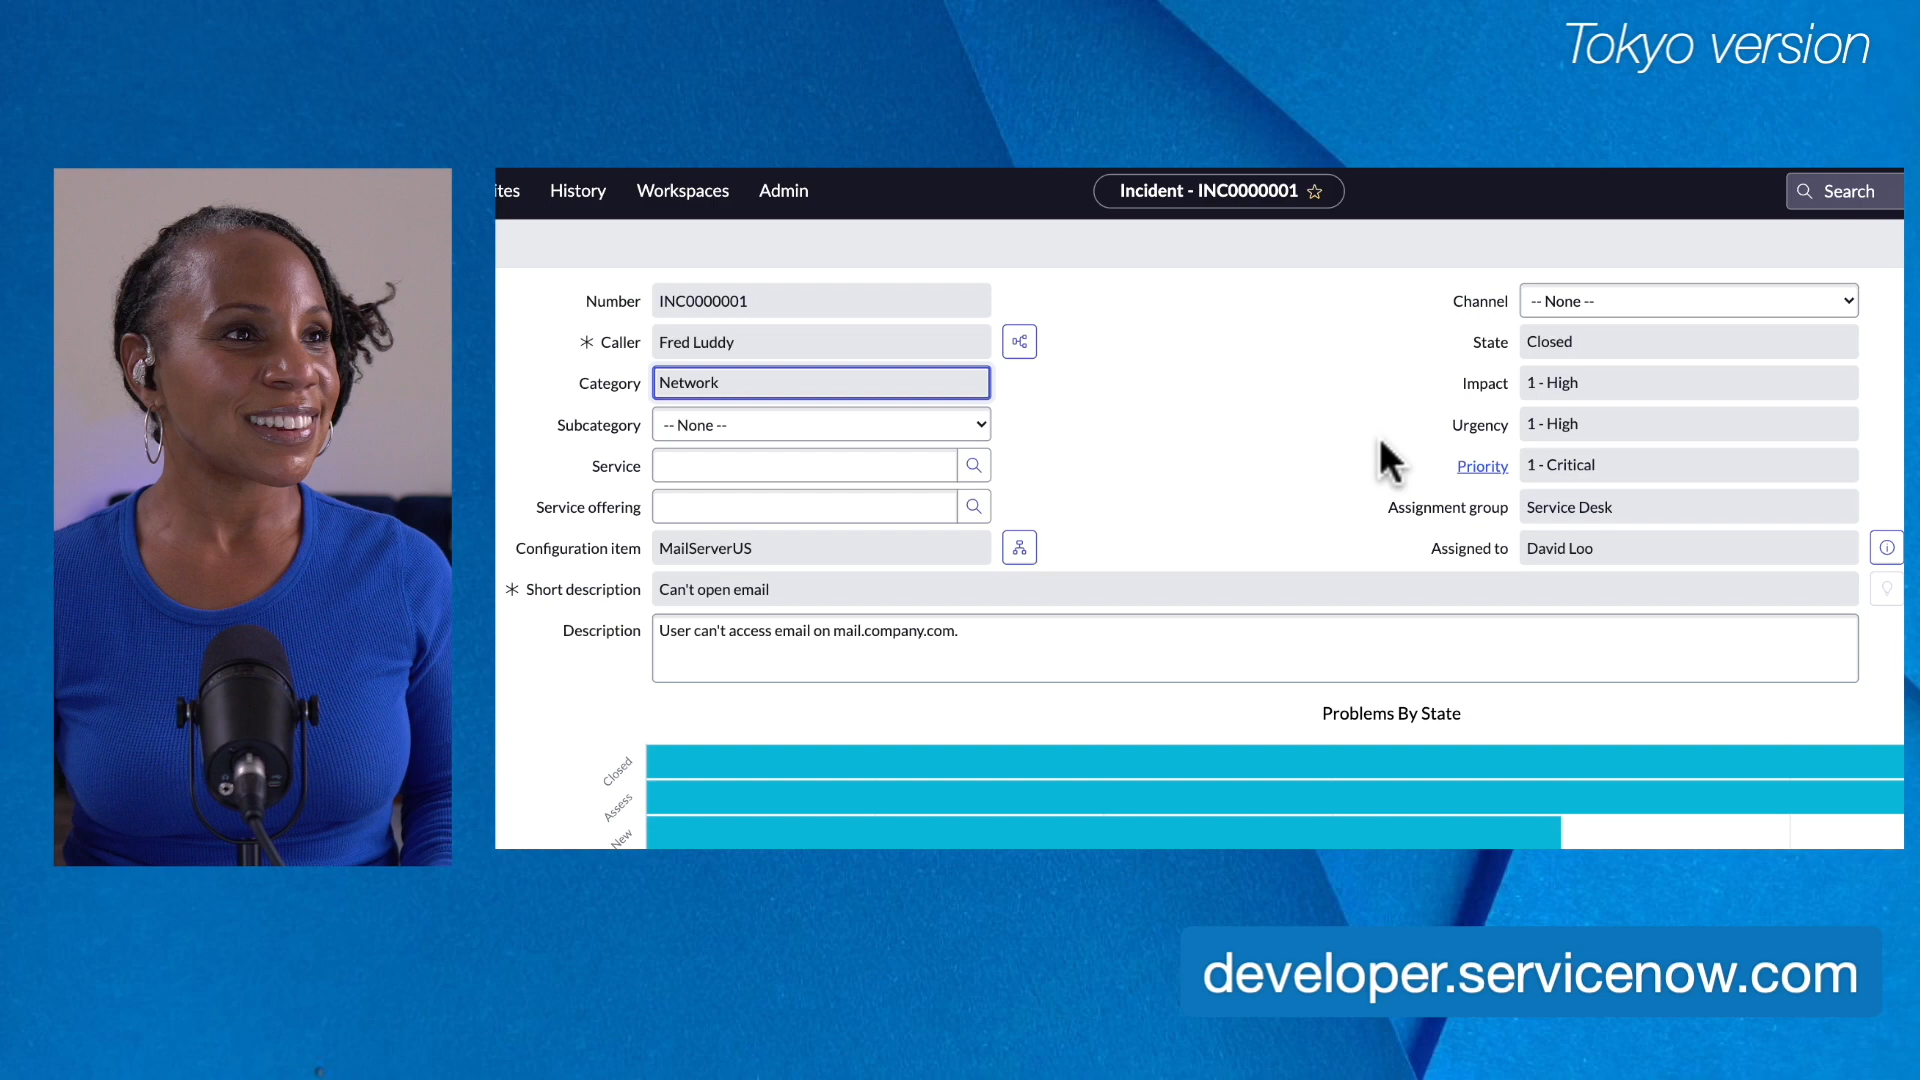 Tokyo version
ites History Workspaces Admin Incident - INC0000001 Search
Number INC0000001 Channel -- None --
Caller Fred Luddy State Closed
Category Network Impact 1 - High
Subcategory -- None -- Urgency 1 - High
Service Priority 1 - Critical
Service offering Assignment group Service Desk
Configuration item MailServerUS Assigned to David Loo
Short description Can't open email
Description User can't access email on mail.company.com.
Problems By State
Closed
Assess
New
developer.servicenow.com